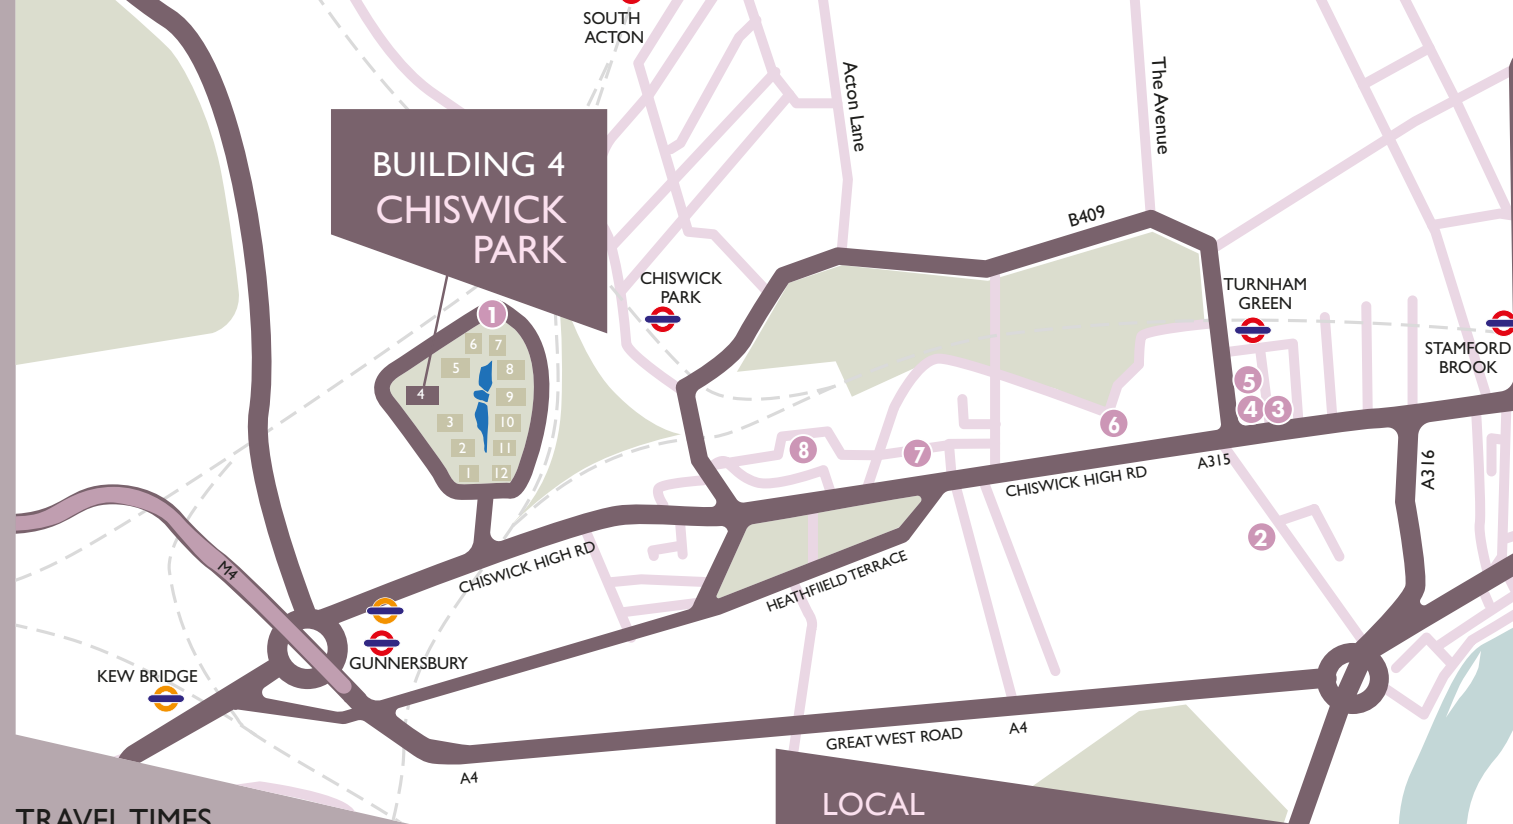 SOUTH
ACTON
Acton Lane
The Avenue
BUILDING 4
CHISWICK
PARK
B409
CHISWICK
PARK
TURNHAM
GREEN
STAMFORD
BROOK
1
6
7
5
8
4
9
3
10
2
11
1
12
5
4
3
6
8
7
2
A315
A316
CHISWICK HIGH RD
CHISWICK HIGH RD
HEATHFIIELD TERRACE
M4
GUNNERSBURY
KEW BRIDGE
GREAT WEST ROAD
A4
A4
LOCAL
TRAVEL TIMES